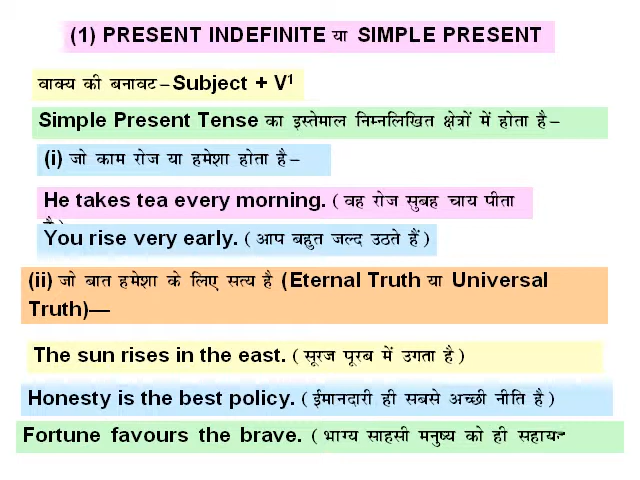 (1) PRESENT INDEFINITE या SIMPLE PRESENT
वाक्य की बनावट – Subject + V¹
Simple Present Tense का इस्तेमाल निम्नलिखित क्षेत्रों में होता है–
(i) जो काम रोज या हमेशा होता है–
He takes tea every morning. ( वह रोज सुबह चाय पीता
You rise very early. ( आप बहुत जल्द उठते हैं )
(ii) जो बात हमेशा के लिए सत्य है (Eternal Truth या Universal
Truth)—
The sun rises in the east. ( सूरज पूरब में उगता है )
Honesty is the best policy. ( ईमानदारी ही सबसे अच्छी नीति है )
Fortune favours the brave. ( भाग्य साहसी मनुष्य को ही